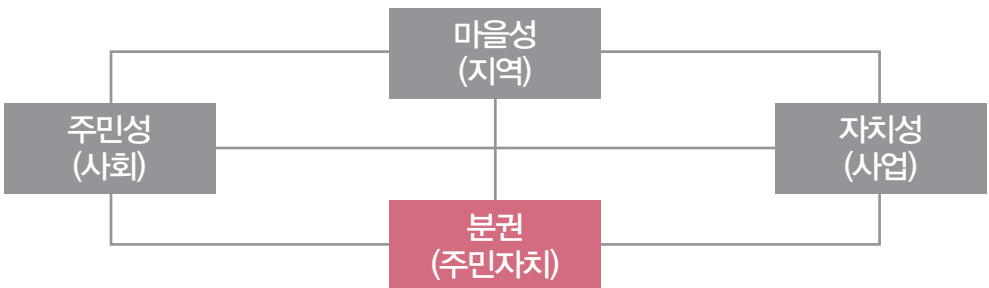 마을성
(지역)
주민성
(사회)
자치성
(사업)
분권
(주민자치)